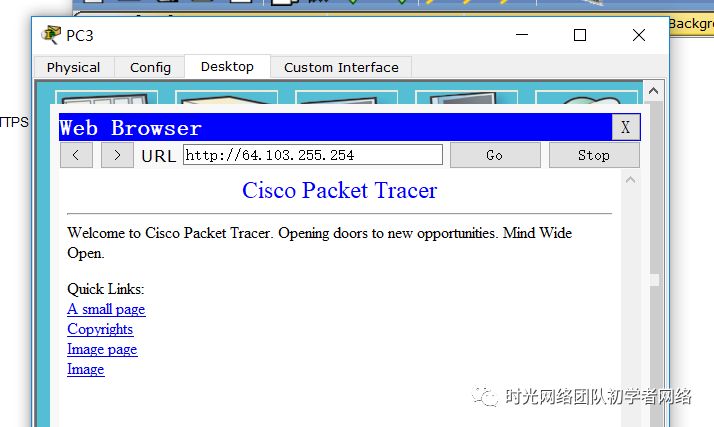 Backgro
PC3
Physical Config Desktop Custom Interface
TTPS
Web Browser X
< > URL http://64.103.255.254 Go Stop
Cisco Packet Tracer
Welcome to Cisco Packet Tracer. Opening doors to new opportunities. Mind Wide
Open.
Quick Links:
A small page
Copyrights
Image page
Image
时光网络团队初学者网络